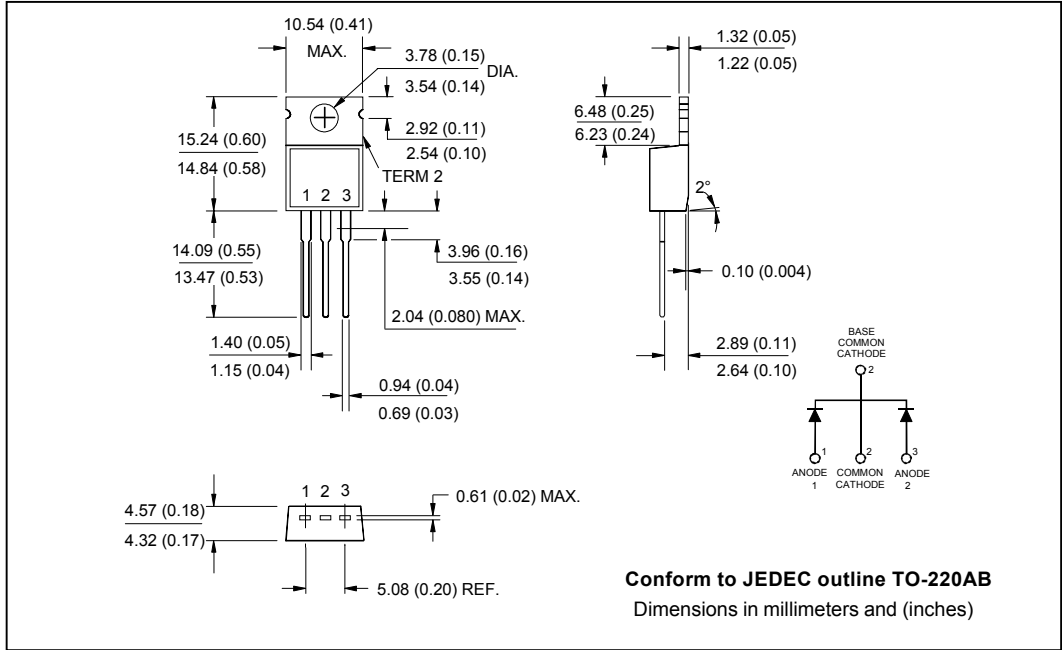 10.54 (0.41)
MAX.
3.78 (0.15)
3.54 (0.14)
DIA.
2.92 (0.11)
2.54 (0.10)
TERM 2
15.24 (0.60)
14.84 (0.58)
1 2 3
14.09 (0.55)
13.47 (0.53)
3.96 (0.16)
3.55 (0.14)
2.04 (0.080) MAX.
1.40 (0.05)
1.15 (0.04)
0.94 (0.04)
0.69 (0.03)
1.32 (0.05)
1.22 (0.05)
6.48 (0.25)
6.23 (0.24)
2°
0.10 (0.004)
2.89 (0.11)
2.64 (0.10)
BASE
COMMON
CATHODE
2
1 2 3
ANODE COMMON ANODE
1 CATHODE 2
1 2 3
4.57 (0.18)
4.32 (0.17)
0.61 (0.02) MAX.
5.08 (0.20) REF.
Conform to JEDEC outline TO-220AB
Dimensions in millimeters and (inches)